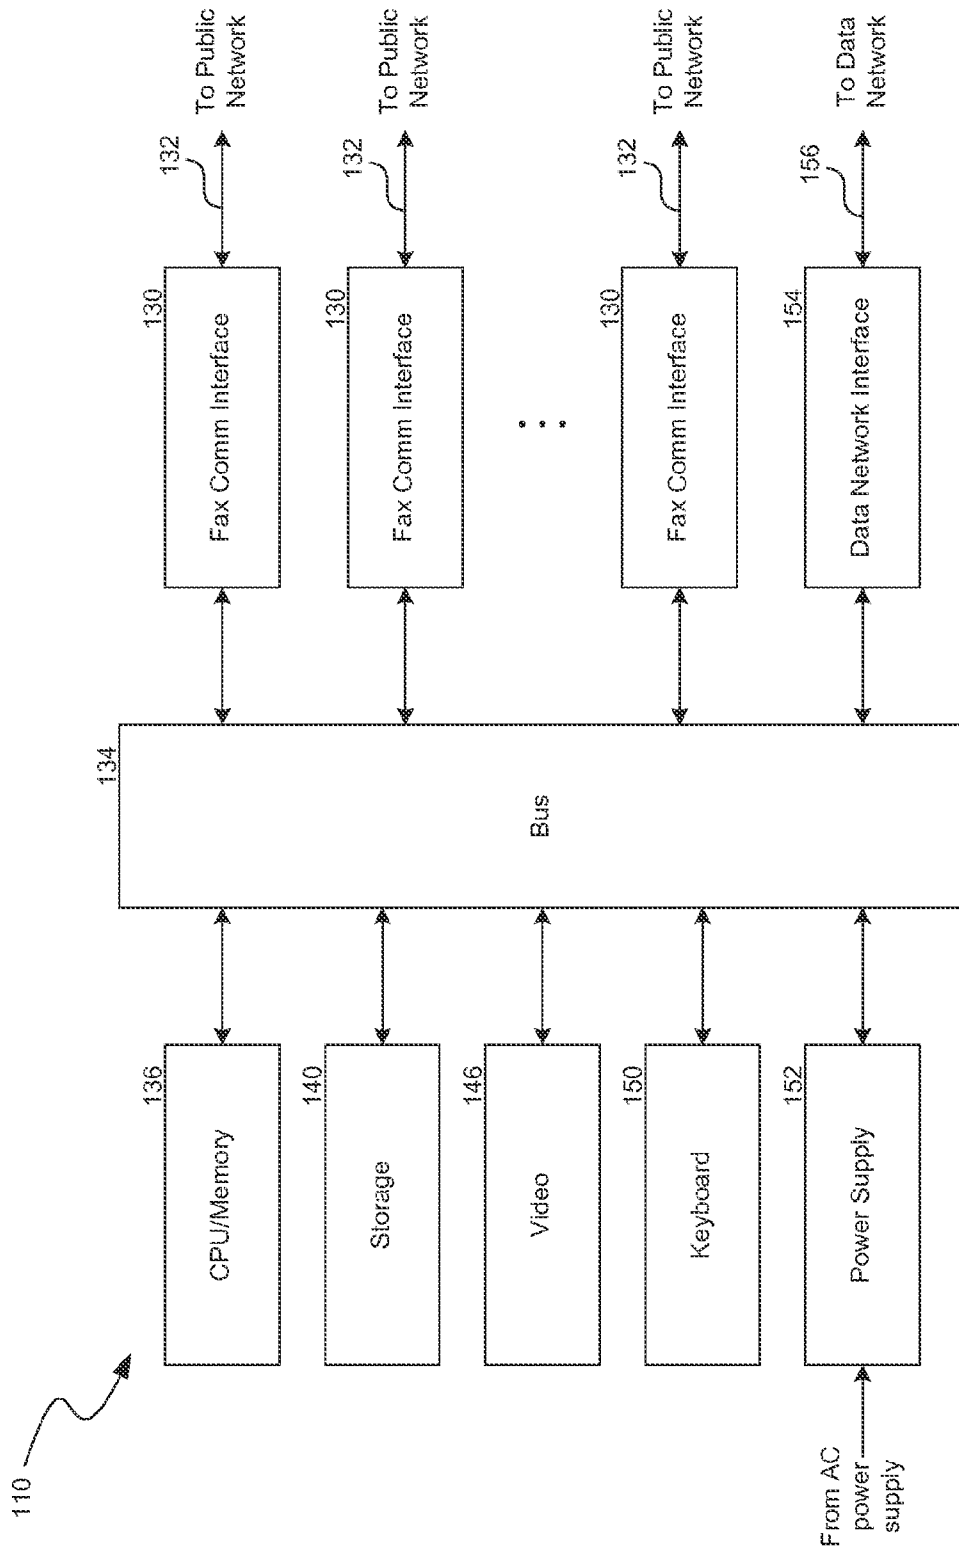 110
136
CPU/Memory
140
Storage
146
Video
150
Keyboard
152
Power Supply
From AC
power
supply
134
Bus
130
Fax Comm Interface
132
To Public
Network
130
Fax Comm Interface
132
To Public
Network
. . .
130
Fax Comm Interface
132
To Public
Network
154
Data Network Interface
156
To Data
Network